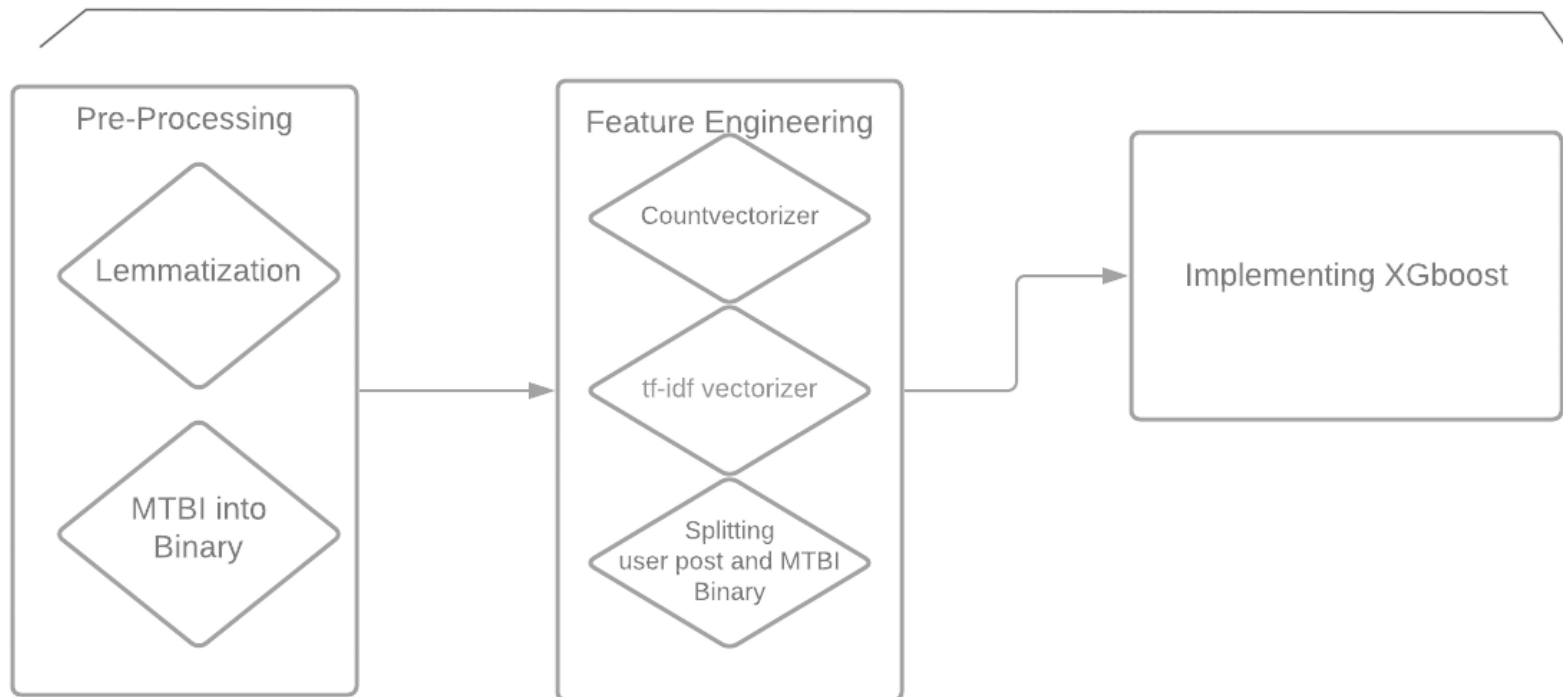 Pre-Processing
Lemmatization
MTBI into
Binary
Feature Engineering
Countvectorizer
tf-idf vectorizer
Splitting
user post and MTBI
Binary
Implementing XGboost